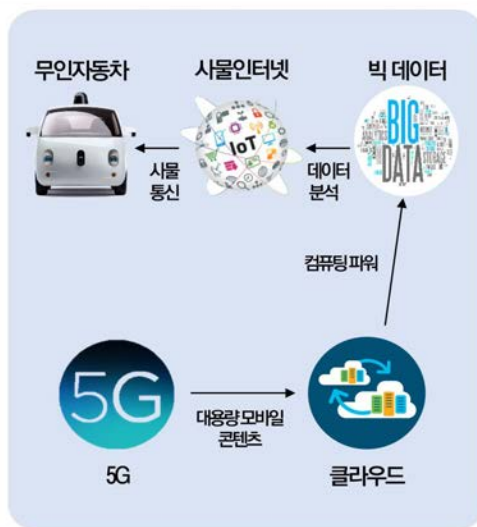 무인자동차
사물인터넷
빅 데이터
IoT
BIG
DATA
사물
통신
데이터
분석
컴퓨팅 파워
5G
대용량 모바일
콘텐츠
5G
클라우드